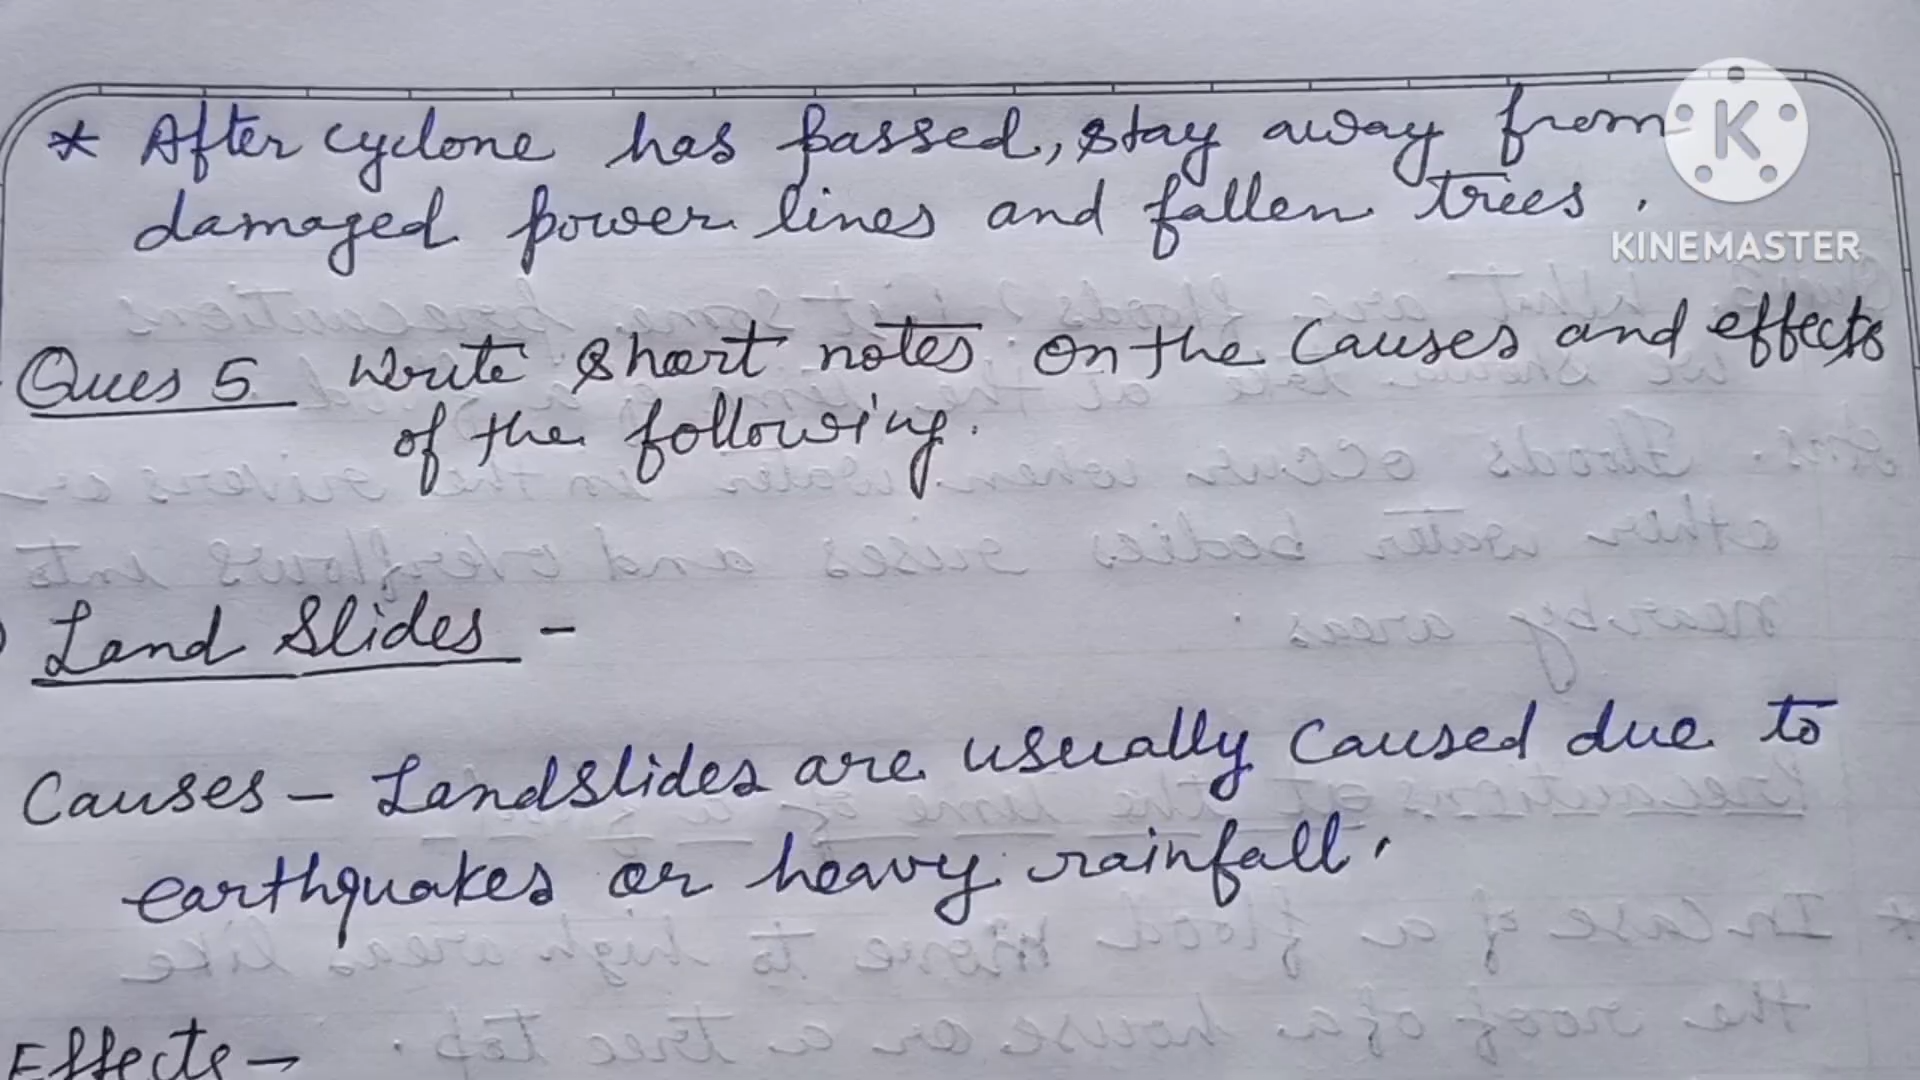 * After cyclone has passed, stay away from
damaged power lines and fallen trees.
KINEMASTER
Ques 5 Write short notes on the causes and effects
of the following.
Land Slides -
Causes - Landslides are usually caused due to
earthquakes or heavy rainfall.
Effects -